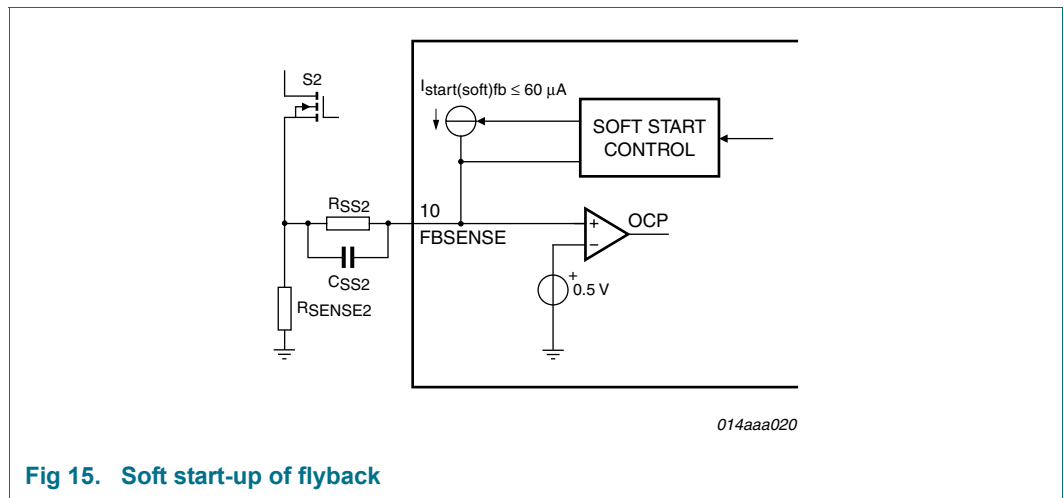 S2
Istart(soft)fb ≤ 60 μA
SOFT START
CONTROL
RSS2
10
FBSENSE
CSS2
+
−
OCP
+
0.5 V
RSENSE2
014aaa020
Fig 15. Soft start-up of flyback